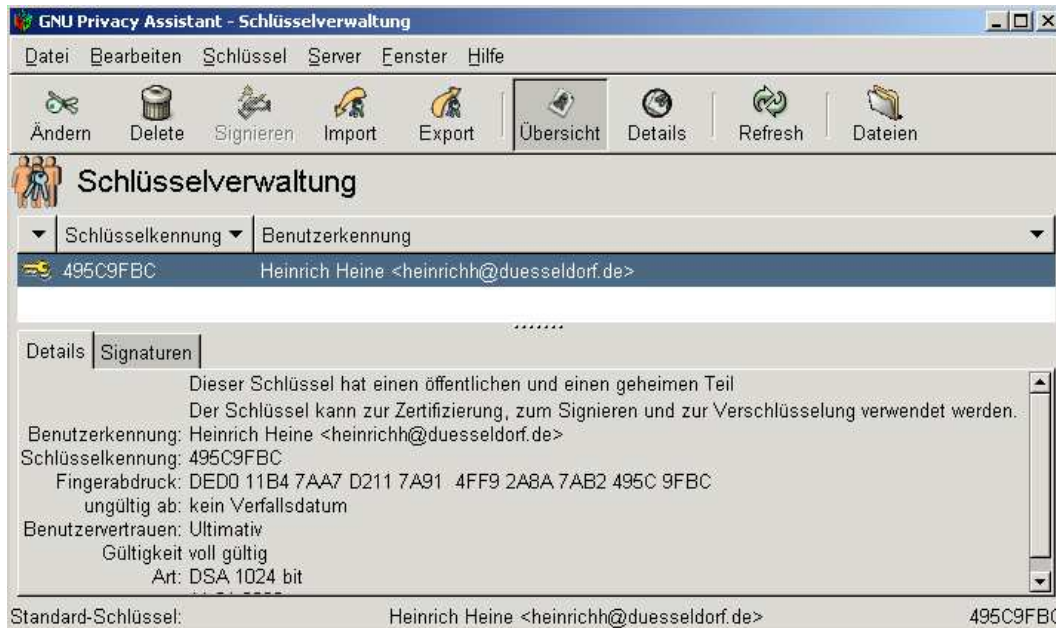 GNU Privacy Assistant - Schlüsselverwaltung
Datei Bearbeiten Schlüssel Server Fenster Hilfe
Ändern Delete Signieren Import Export Übersicht Details Refresh Dateien
Schlüsselverwaltung
Schlüsselkennung Benutzerkennung
495C9FBC Heinrich Heine <heinrichh@duesseldorf.de>
Details Signaturen
Dieser Schlüssel hat einen öffentlichen und einen geheimen Teil
Der Schlüssel kann zur Zertifizierung, zum Signieren und zur Verschlüsselung verwendet werden.
Benutzerkennung: Heinrich Heine <heinrichh@duesseldorf.de>
Schlüsselkennung: 495C9FBC
Fingerabdruck: DED0 11B4 7AA7 D211 7A91 4FF9 2A8A 7AB2 495C 9FBC
ungültig ab: kein Verfallsdatum
Benutzervertrauen: Ultimativ
Gültigkeit voll gültig
Art: DSA 1024 bit
Standard-Schlüssel: Heinrich Heine <heinrichh@duesseldorf.de> 495C9FBC